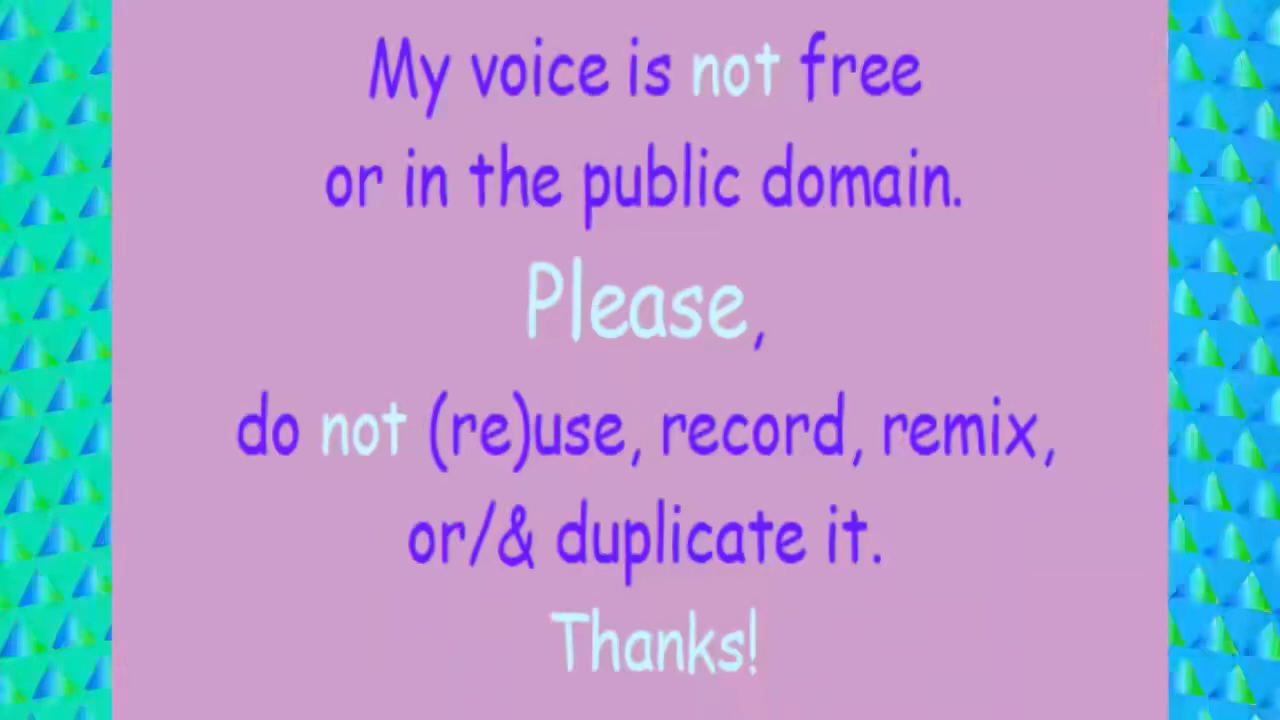 My voice is not free
or in the public domain.
Please,
do not (re)use, record, remix,
or/& duplicate it.
Thanks!